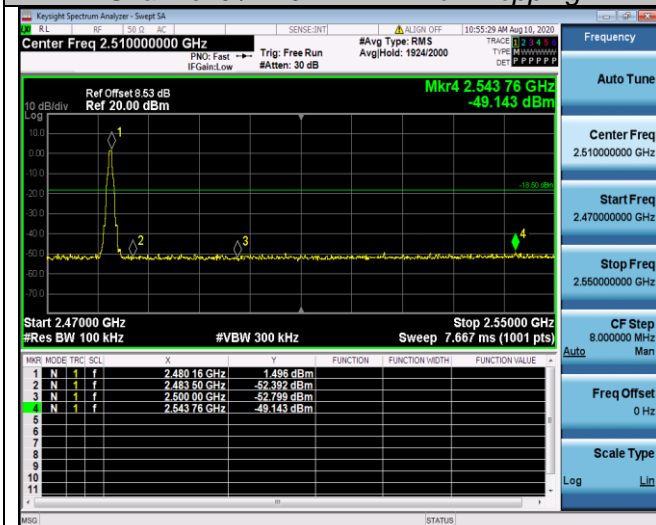 Keysight Spectrum Analyzer - Swept SA
RL RF 50 Ω AC SENSE:INT ALIGN OFF 10:55:29 AM Aug 10, 2020
Center Freq 2.510000000 GHz
PNO: Fast
IFGain:Low
Trig: Free Run
#Atten: 30 dB
#Avg Type: RMS
Avg|Hold: 1924/2000
TRACE 1 2 3 4 5 6
TYPE M WWWWW
DET P P P P P P
Frequency
Auto Tune
Center Freq
2.510000000 GHz
Start Freq
2.470000000 GHz
Stop Freq
2.550000000 GHz
CF Step
8.000000 MHz
Auto Man
Freq Offset
0 Hz
Scale Type
Log Lin
Ref Offset 8.53 dB
10 dB/div Ref 20.00 dBm
Log
Mkr4 2.543 76 GHz
-49.143 dBm
10.0
0.00
-10.0
-20.0
-30.0
-40.0
-50.0
-60.0
-70.0
1
2
3
4
-18.50 dBm
Start 2.47000 GHz Stop 2.55000 GHz
#Res BW 100 kHz #VBW 300 kHz Sweep 7.667 ms (1001 pts)
MKR MODE TRC SCL X Y FUNCTION FUNCTION WIDTH FUNCTION VALUE
1 N 1 f 2.480 16 GHz 1.496 dBm
2 N 1 f 2.483 50 GHz -52.392 dBm
3 N 1 f 2.500 00 GHz -52.799 dBm
4 N 1 f 2.543 76 GHz -49.143 dBm
5
6
7
8
9
10
11
MSG STATUS